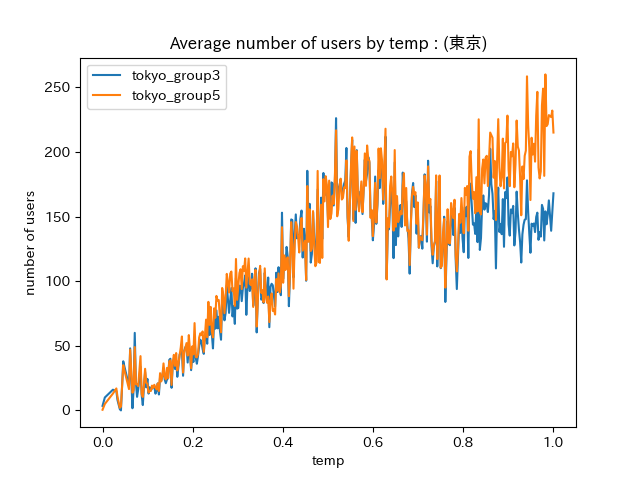 Average number of users by temp : (東京)
tokyo_group3
tokyo_group5
number of users
250
200
150
100
50
0
0.0 0.2 0.4 0.6 0.8 1.0
temp